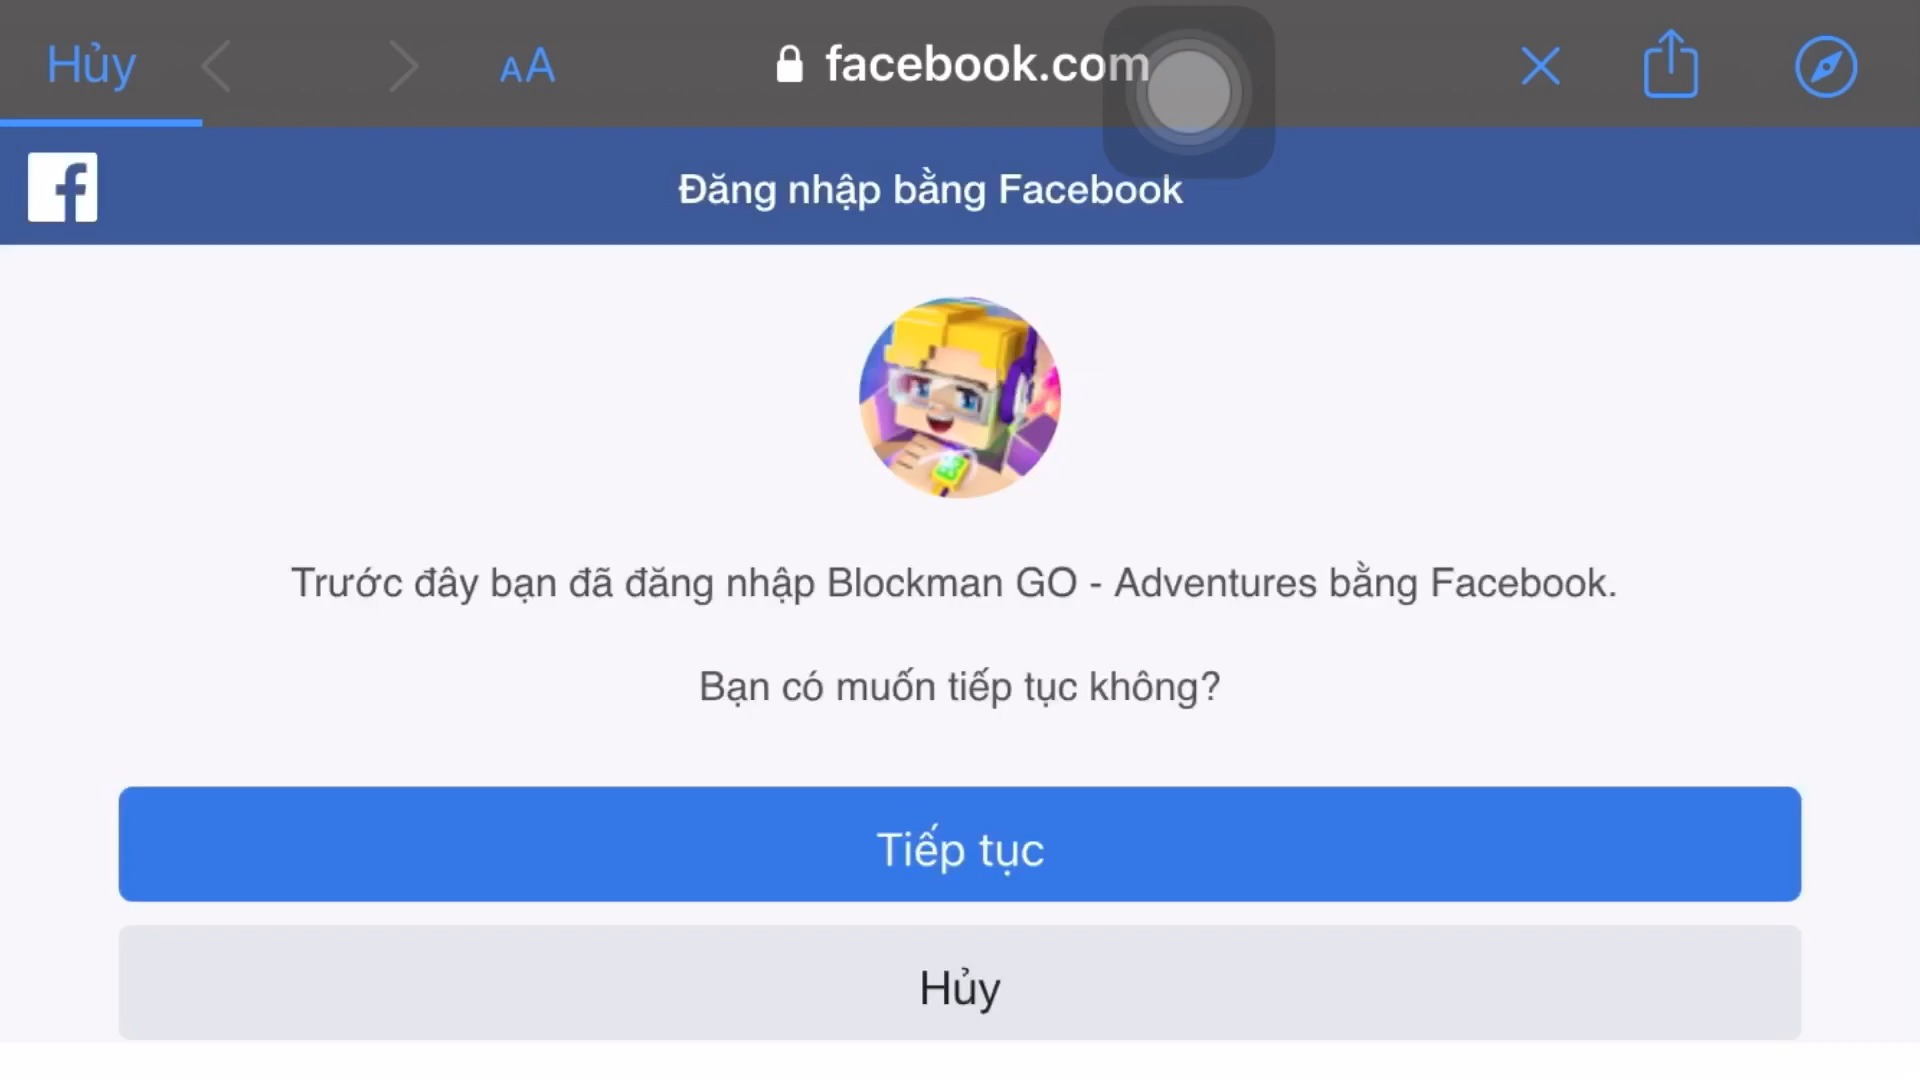 Hủy
AA
facebook.com
Đăng nhập bằng Facebook
Trước đây bạn đã đăng nhập Blockman GO - Adventures bằng Facebook.
Bạn có muốn tiếp tục không?
Tiếp tục
Hủy